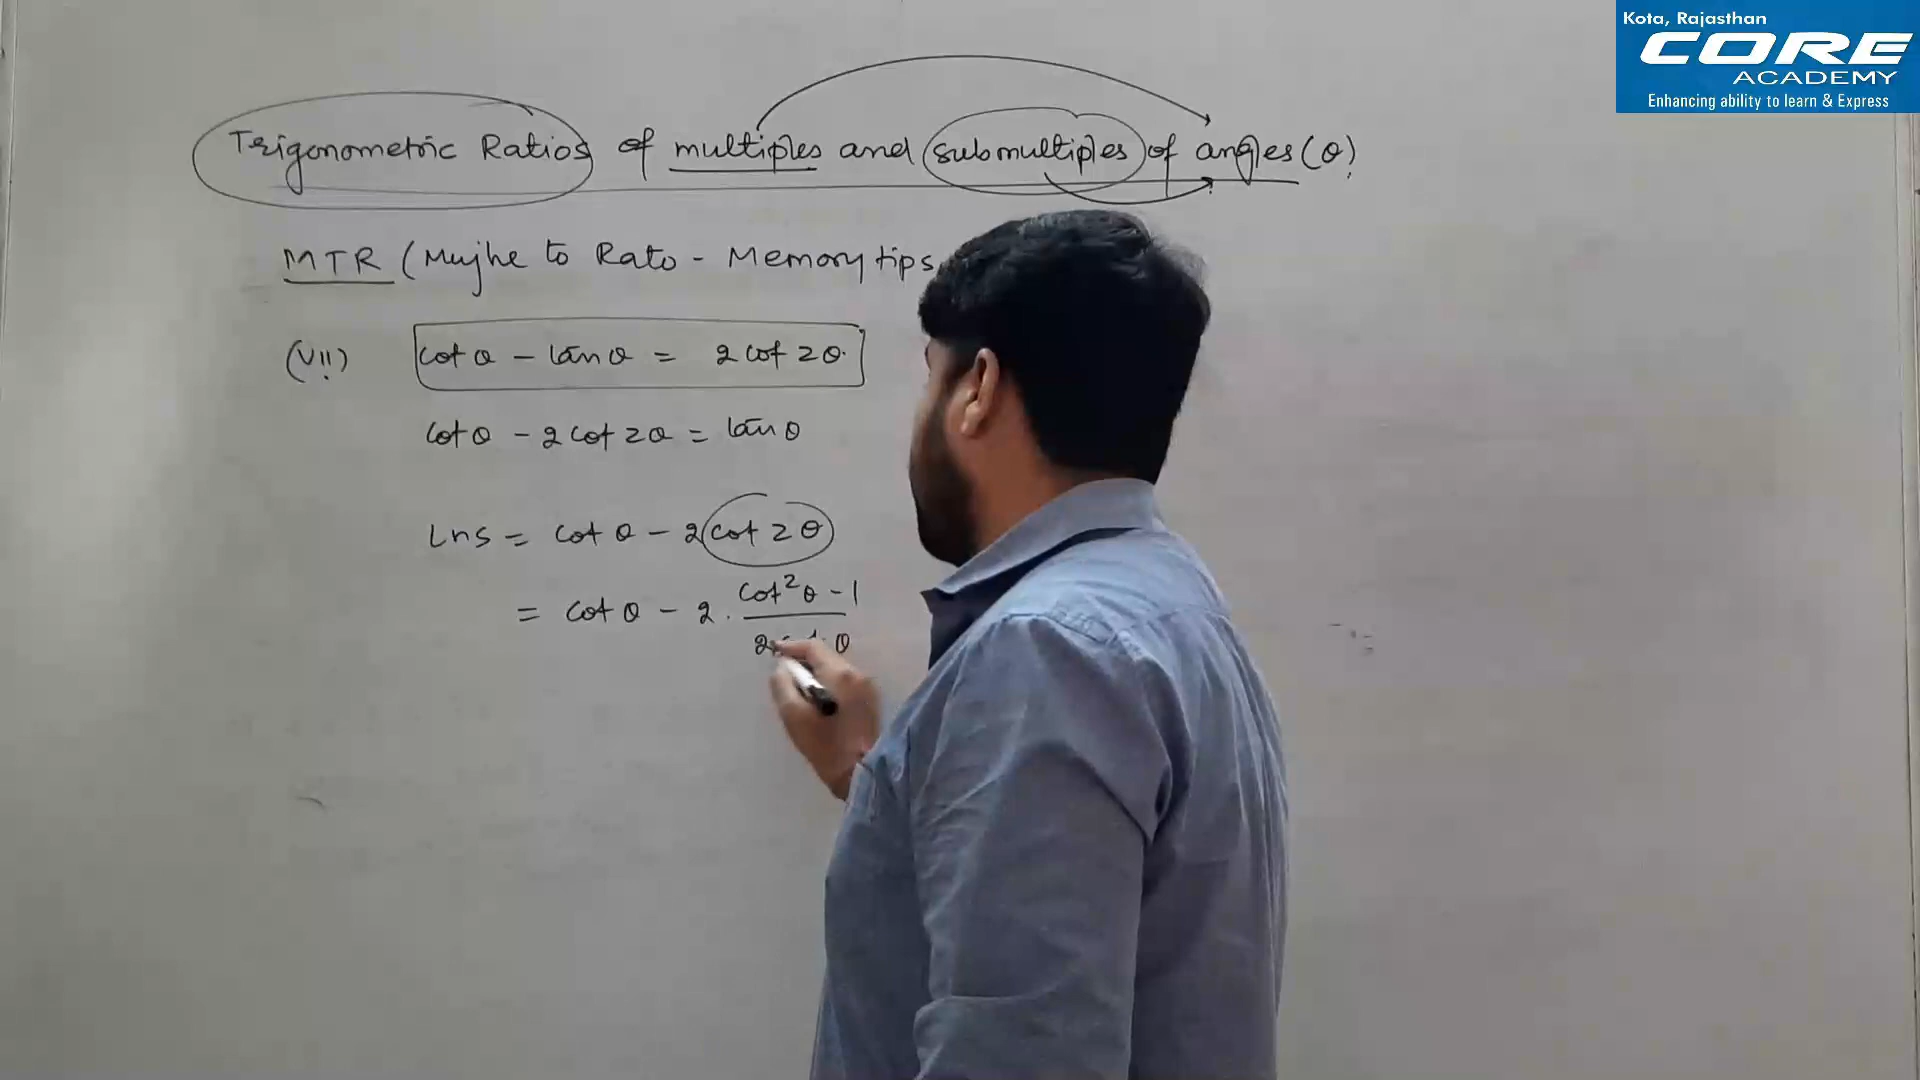 Kota, Rajasthan
CORE
ACADEMY
Enhancing ability to learn & Express
Trigonometric Ratios of multiples and submultiples of angles (θ)
MTR (Mujhe to Rato - Memory tips
(VII) cot θ - tan θ = 2 cot 2θ
cot θ - 2 cot 2θ = tan θ
LHS = cot θ - 2 cot 2θ
= cot θ - 2 . cot²θ - 1
2 θ